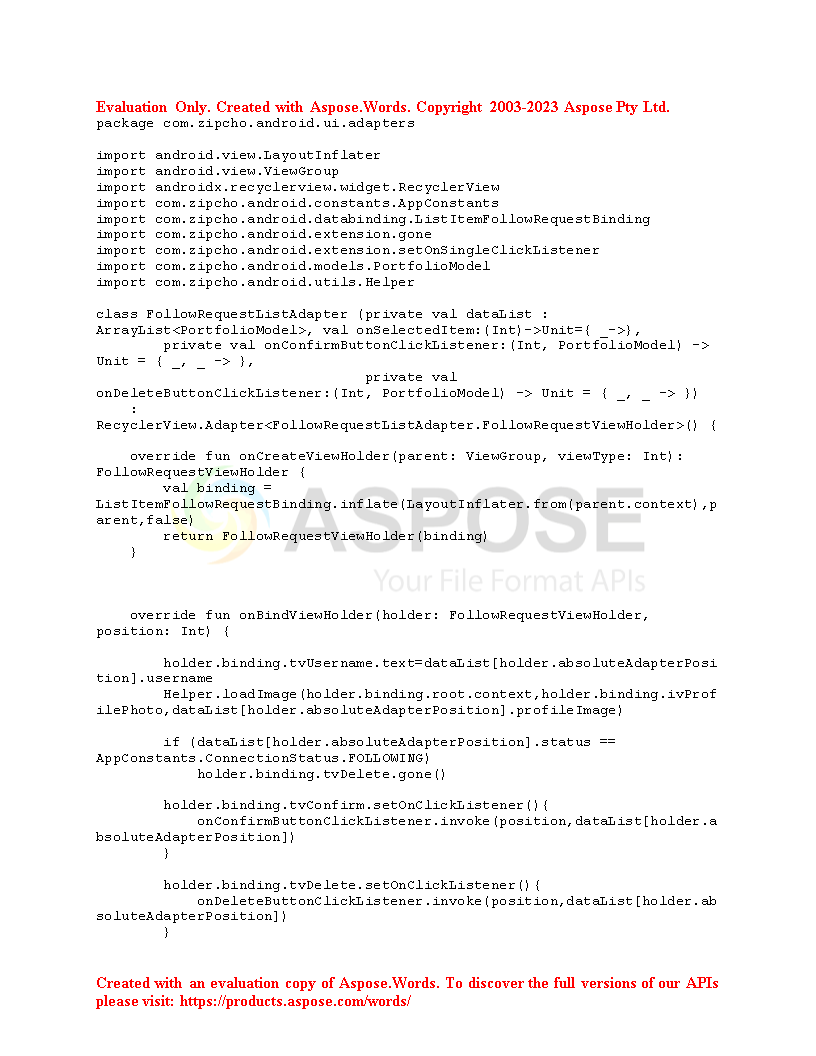 Evaluation Only. Created with Aspose.Words. Copyright 2003-2023 Aspose Pty Ltd.
package com.zipcho.android.ui.adapters
import android.view.LayoutInflater
import android.view.ViewGroup
import androidx.recyclerview.widget.RecyclerView
import com.zipcho.android.constants.AppConstants
import com.zipcho.android.databinding.ListItemFollowRequestBinding
import com.zipcho.android.extension.gone
import com.zipcho.android.extension.setOnSingleClickListener
import com.zipcho.android.models.PortfolioModel
import com.zipcho.android.utils.Helper
class FollowRequestListAdapter (private val dataList :
ArrayList<PortfolioModel>, val onSelectedItem:(Int)->Unit={ _->},
private val onConfirmButtonClickListener:(Int, PortfolioModel) ->
Unit = { _, _ -> },
private val
onDeleteButtonClickListener:(Int, PortfolioModel) -> Unit = { _, _ -> })
:
RecyclerView.Adapter<FollowRequestListAdapter.FollowRequestViewHolder>() {
override fun onCreateViewHolder(parent: ViewGroup, viewType: Int):
FollowRequestViewHolder {
val binding =
ListItemFollowRequestBinding.inflate(LayoutInflater.from(parent.context),p
arent,false)
return FollowRequestViewHolder(binding)
}
ASPOSE
Your File Format APIs
override fun onBindViewHolder(holder: FollowRequestViewHolder,
position: Int) {
holder.binding.tvUsername.text=dataList[holder.absoluteAdapterPosi
tion].username
Helper.loadImage(holder.binding.root.context,holder.binding.ivProf
ilePhoto,dataList[holder.absoluteAdapterPosition].profileImage)
if (dataList[holder.absoluteAdapterPosition].status ==
AppConstants.ConnectionStatus.FOLLOWING)
holder.binding.tvDelete.gone()
holder.binding.tvConfirm.setOnClickListener(){
onConfirmButtonClickListener.invoke(position,dataList[holder.a
bsoluteAdapterPosition])
}
holder.binding.tvDelete.setOnClickListener(){
onDeleteButtonClickListener.invoke(position,dataList[holder.ab
soluteAdapterPosition])
}
Created with an evaluation copy of Aspose.Words. To discover the full versions of our APIs
please visit: https://products.aspose.com/words/